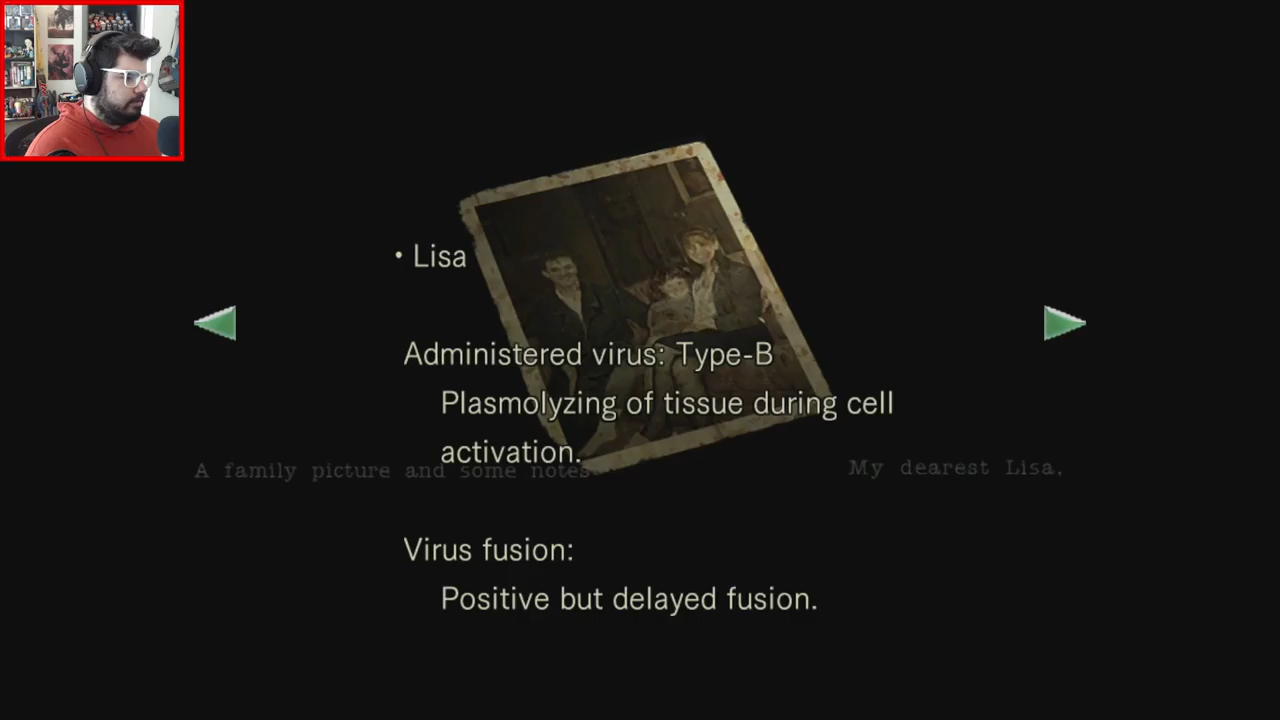 • Lisa
Administered virus: Type-B
Plasmolyzing of tissue during cell
activation.
A family picture and some notes
My dearest Lisa,
Virus fusion:
Positive but delayed fusion.